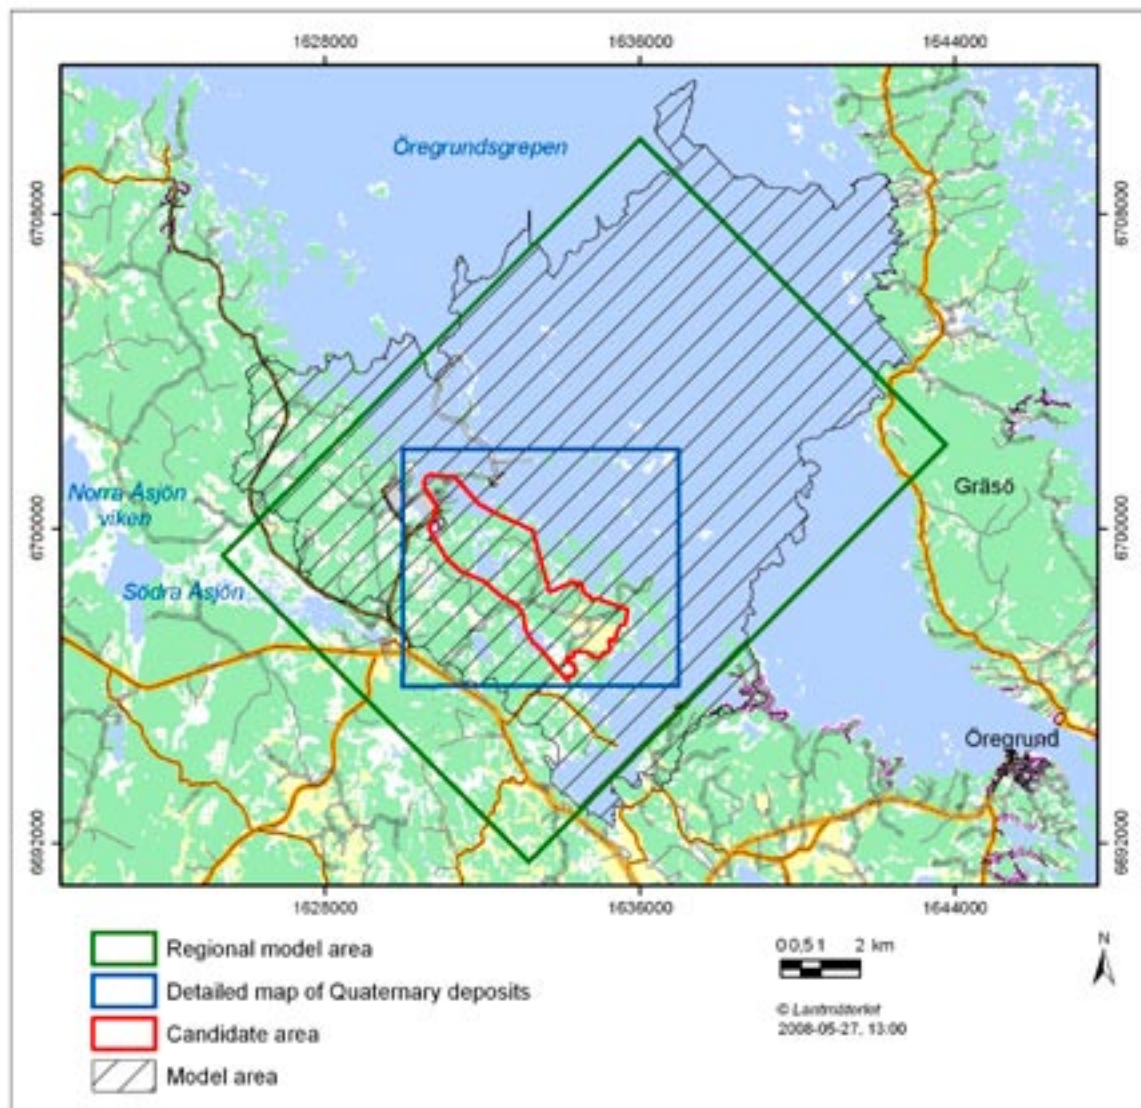 1628000 1636000 1644000
Öregrundsgrepen
6708000 6708000
Norra Åsjön
viken
Gräsö
6700000 6700000
Södra Åsjön
Öregrund
6692000 6692000
1628000 1636000 1644000
Regional model area
Detailed map of Quaternary deposits
Candidate area
Model area
0 0,5 1 2 km
N
© Lantmäteriet
2008-05-27, 13:00